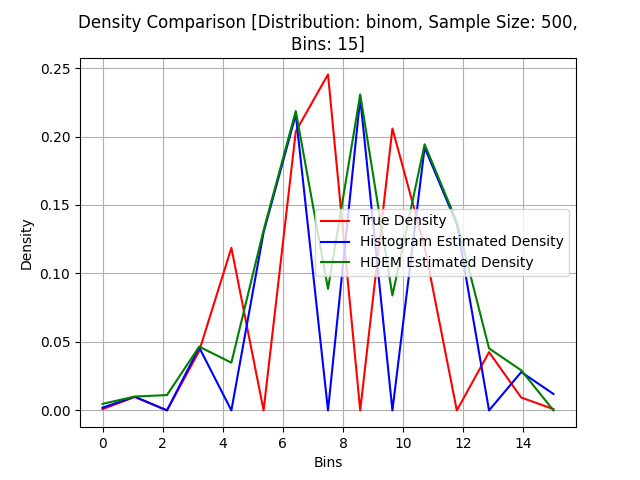 Density Comparison [Distribution: binom, Sample Size: 500,
Bins: 15]
0.25
0.20
0.15
0.10
0.05
0.00
Density
True Density
Histogram Estimated Density
HDEM Estimated Density
0 2 4 6 8 10 12 14
Bins